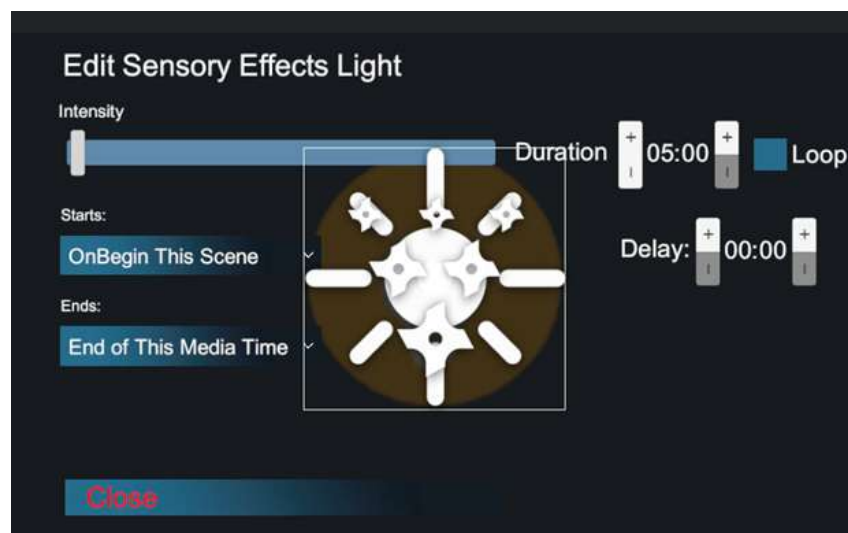 Edit Sensory Effects Light
Intensity
Duration + 05:00 + Loop
Starts:
OnBegin This Scene
Delay: + 00:00 +
Ends:
End of This Media Time
Close